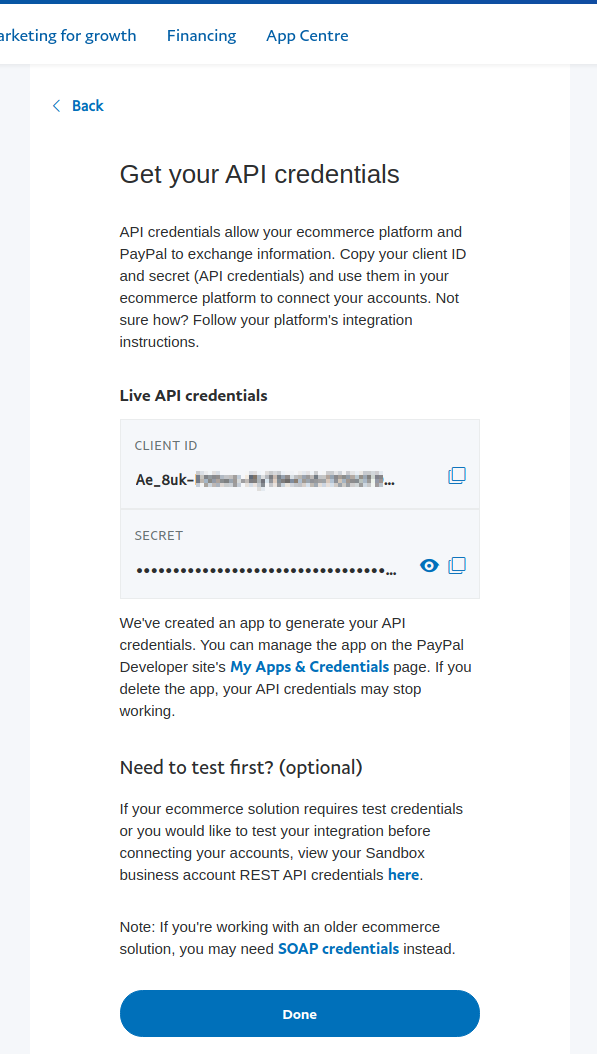 arketing for growth Financing App Centre
Back
Get your API credentials
API credentials allow your ecommerce platform and
PayPal to exchange information. Copy your client ID
and secret (API credentials) and use them in your
ecommerce platform to connect your accounts. Not
sure how? Follow your platform's integration
instructions.
Live API credentials
CLIENT ID
Ae_8uk-...
SECRET
•••••••••••••••••••••••••••••••••...
We've created an app to generate your API
credentials. You can manage the app on the PayPal
Developer site's My Apps & Credentials page. If you
delete the app, your API credentials may stop
working.
Need to test first? (optional)
If your ecommerce solution requires test credentials
or you would like to test your integration before
connecting your accounts, view your Sandbox
business account REST API credentials here.
Note: If you're working with an older ecommerce
solution, you may need SOAP credentials instead.
Done